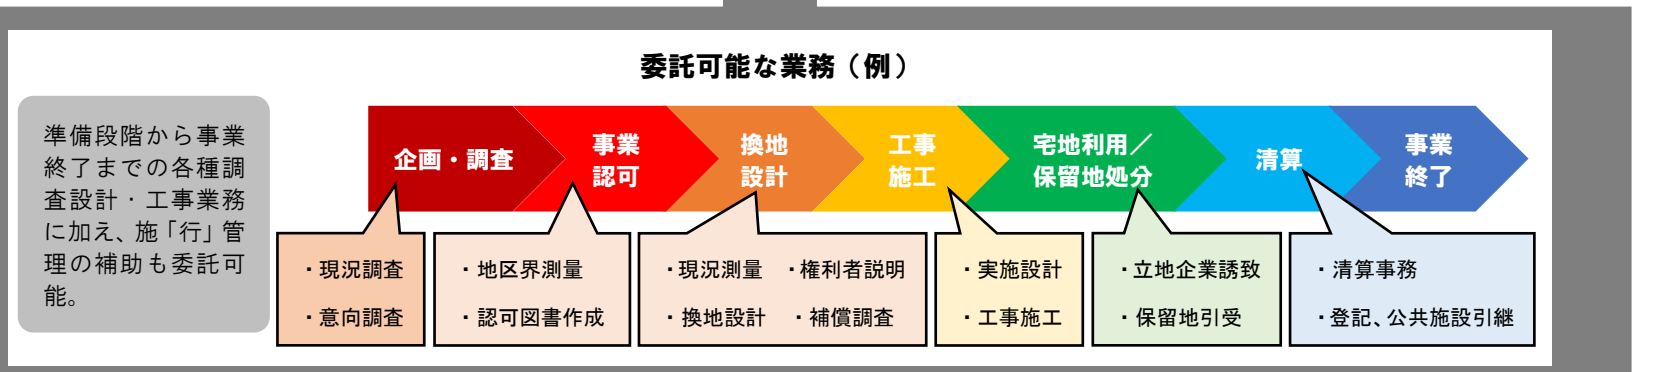 委託可能な業務（例）
準備段階から事業
終了までの各種調
査設計・工事業務
に加え、施「行」管
理の補助も委託可
能。
企画・調査
事業
認可
換地
設計
工事
施工
宅地利用／
保留地処分
清算
事業
終了
・現況調査
・意向調査
・地区界測量
・認可図書作成
・現況測量 ・権利者説明
・換地設計 ・補償調査
・実施設計
・工事施工
・立地企業誘致
・保留地引受
・清算事務
・登記、公共施設引継